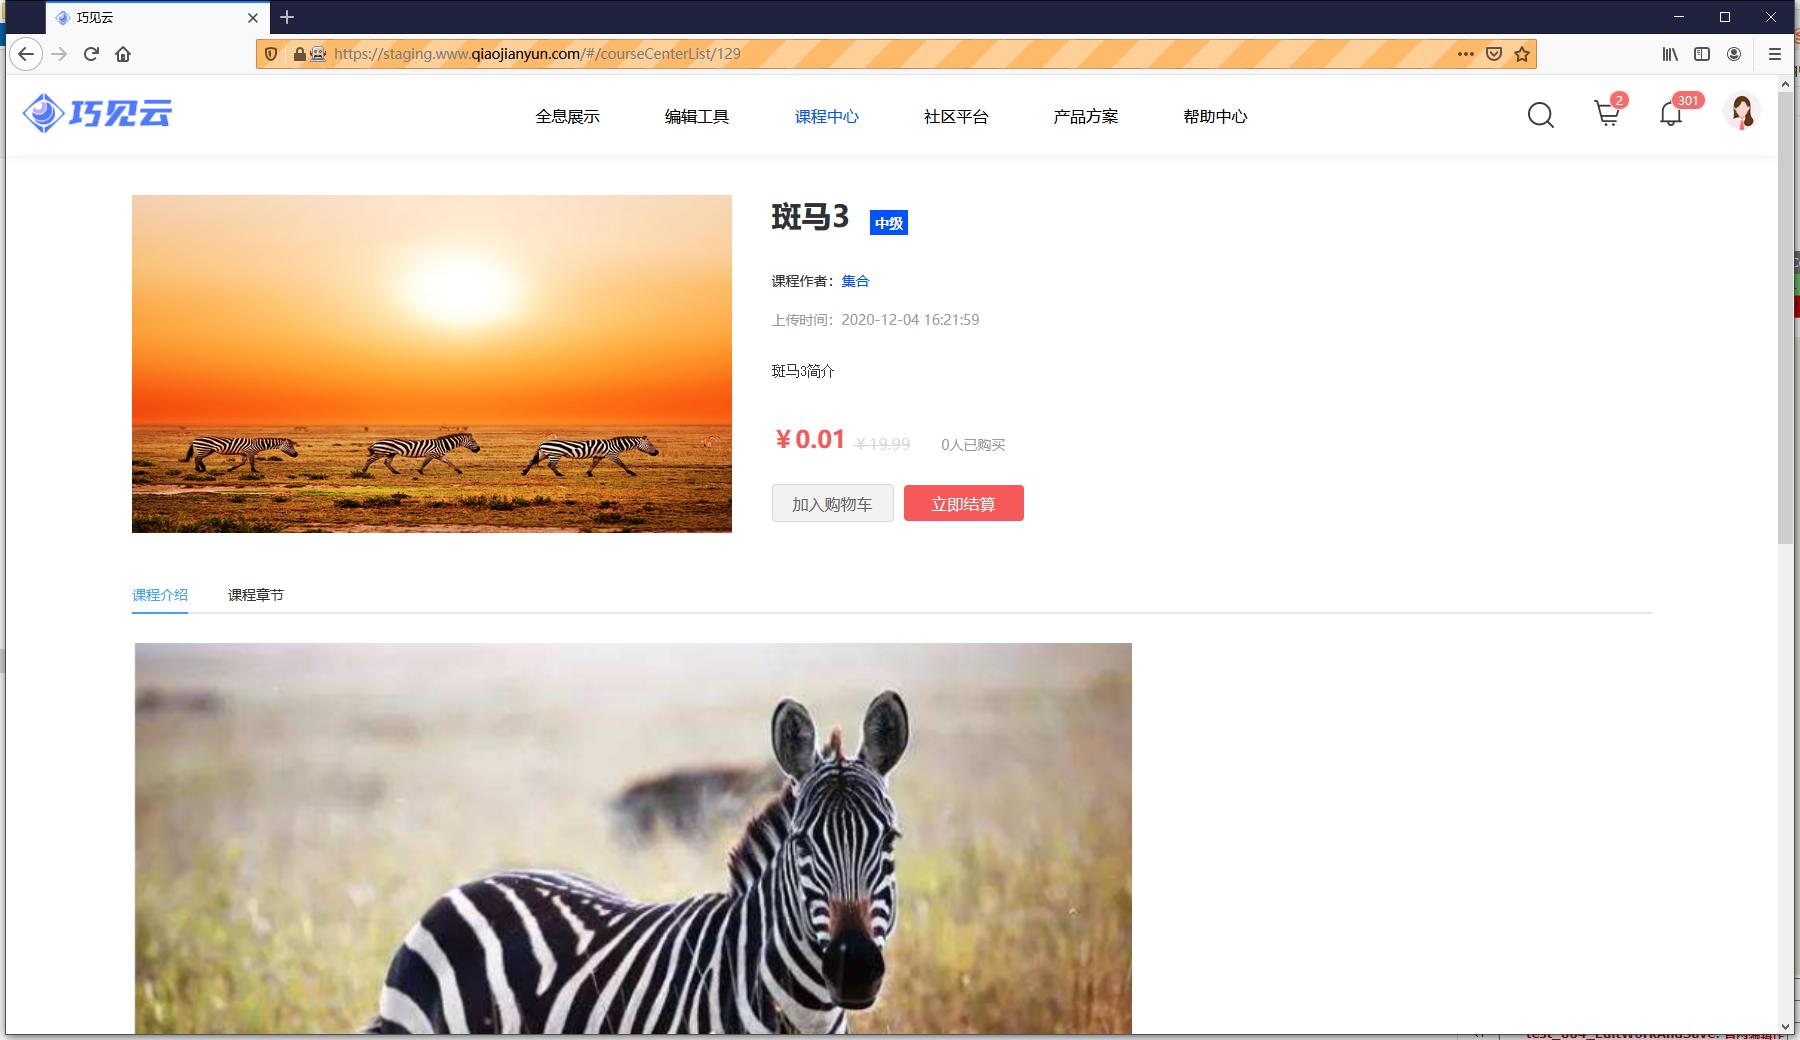 巧见云
https://staging.www.qiaojianyun.com/#/courseCenterList/129
巧见云
全息展示
编辑工具
课程中心
社区平台
产品方案
帮助中心
2
301
斑马3
中级
课程作者：集合
上传时间：2020-12-04 16:21:59
斑马3简介
￥0.01
￥19.99
0人已购买
加入购物车
立即结算
课程介绍
课程章节